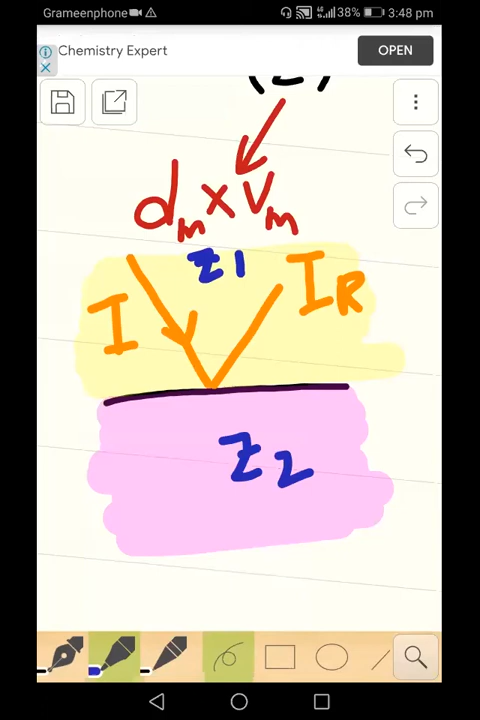 Grameenphone 38% 3:48 pm
Chemistry Expert OPEN
(Z)
dm x Vm
Z1
I IR
Z2